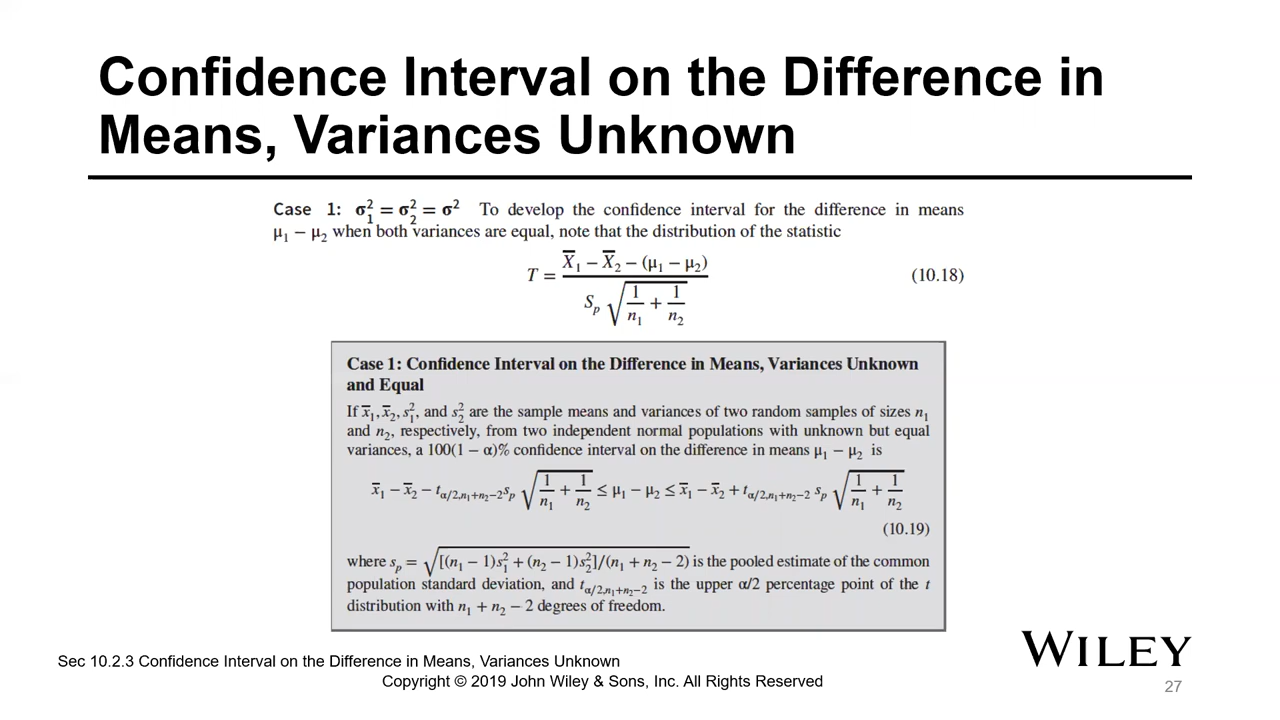 Confidence Interval on the Difference in
Means, Variances Unknown
Case 1: σ₁² = σ₂² = σ² To develop the confidence interval for the difference in means
μ₁ − μ₂ when both variances are equal, note that the distribution of the statistic
T = (X̅₁ − X̅₂ − (μ₁ − μ₂)) / (Sₚ √(1/n₁ + 1/n₂)) (10.18)
Case 1: Confidence Interval on the Difference in Means, Variances Unknown
and Equal
If x̅₁, x̅₂, s₁², and s₂² are the sample means and variances of two random samples of sizes n₁
and n₂, respectively, from two independent normal populations with unknown but equal
variances, a 100(1 − α)% confidence interval on the difference in means μ₁ − μ₂ is
x̅₁ − x̅₂ − t_{α/2,n₁+n₂−2} sₚ √(1/n₁ + 1/n₂) ≤ μ₁ − μ₂ ≤ x̅₁ − x̅₂ + t_{α/2,n₁+n₂−2} sₚ √(1/n₁ + 1/n₂)
(10.19)
where sₚ = √([(n₁ − 1)s₁² + (n₂ − 1)s₂²]/(n₁ + n₂ − 2)) is the pooled estimate of the common
population standard deviation, and t_{α/2,n₁+n₂−2} is the upper α/2 percentage point of the t
distribution with n₁ + n₂ − 2 degrees of freedom.
WILEY
Sec 10.2.3 Confidence Interval on the Difference in Means, Variances Unknown
Copyright © 2019 John Wiley & Sons, Inc. All Rights Reserved
27